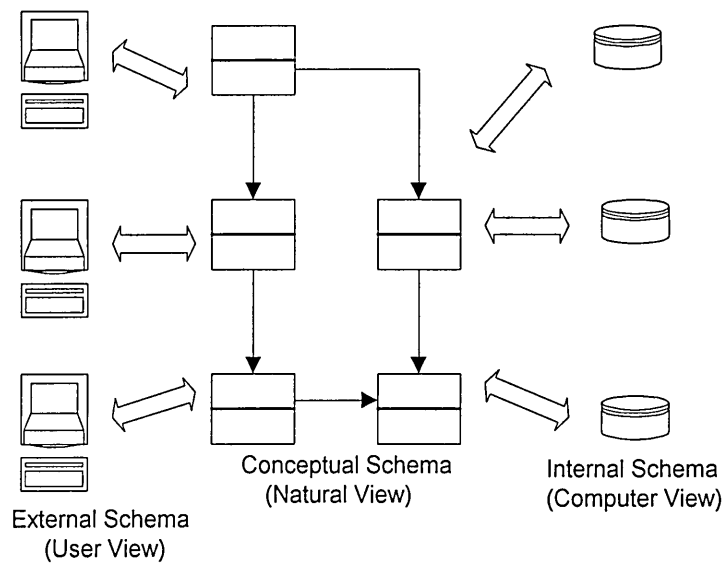 Conceptual Schema
(Natural View)
Internal Schema
(Computer View)
External Schema
(User View)